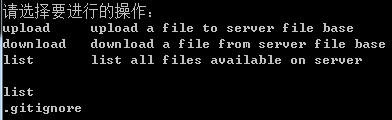 请选择要进行的操作：
upload    upload a file to server file base
download   download a file from server file base
list       list all files available on server
list
.gitignore